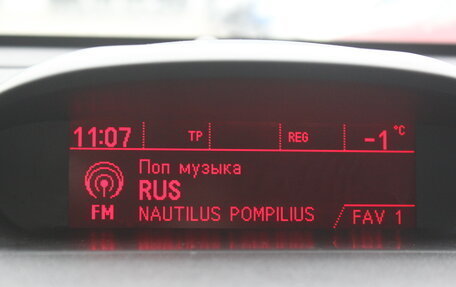 11:07 TP REG -1 °C
Поп музыка
RUS
FM NAUTILUS POMPILIUS FAV 1